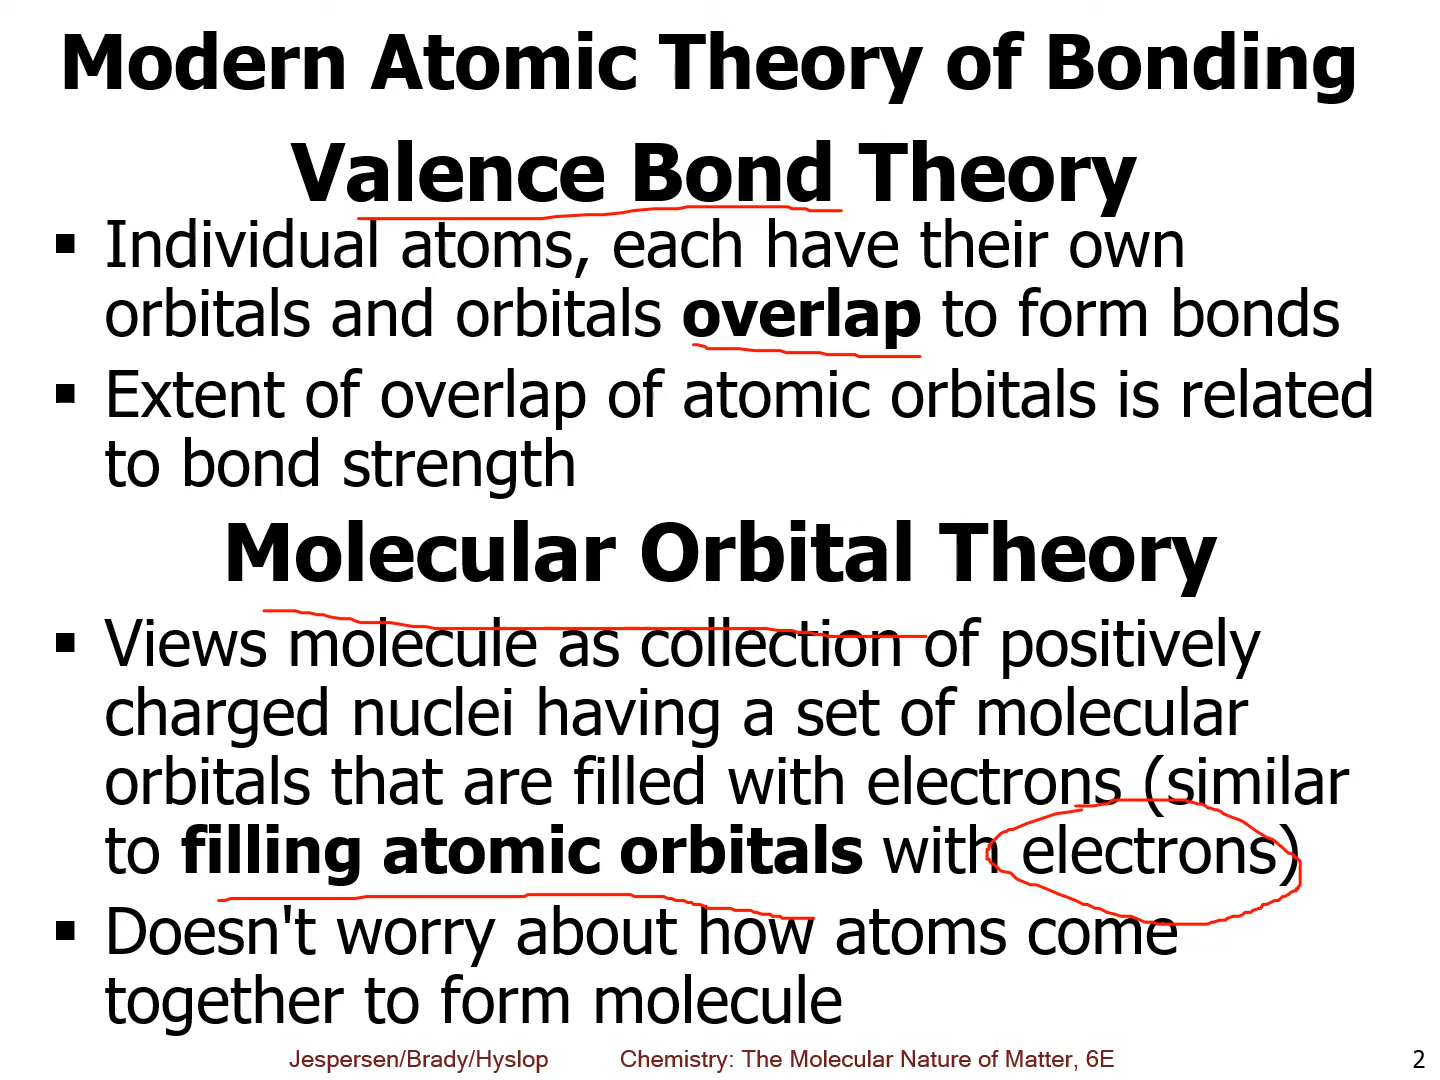 Modern Atomic Theory of Bonding
Valence Bond Theory
▪ Individual atoms, each have their own
orbitals and orbitals overlap to form bonds
▪ Extent of overlap of atomic orbitals is related
to bond strength
Molecular Orbital Theory
▪ Views molecule as collection of positively
charged nuclei having a set of molecular
orbitals that are filled with electrons (similar
to filling atomic orbitals with electrons)
▪ Doesn't worry about how atoms come
together to form molecule
Jespersen/Brady/Hyslop Chemistry: The Molecular Nature of Matter, 6E 2